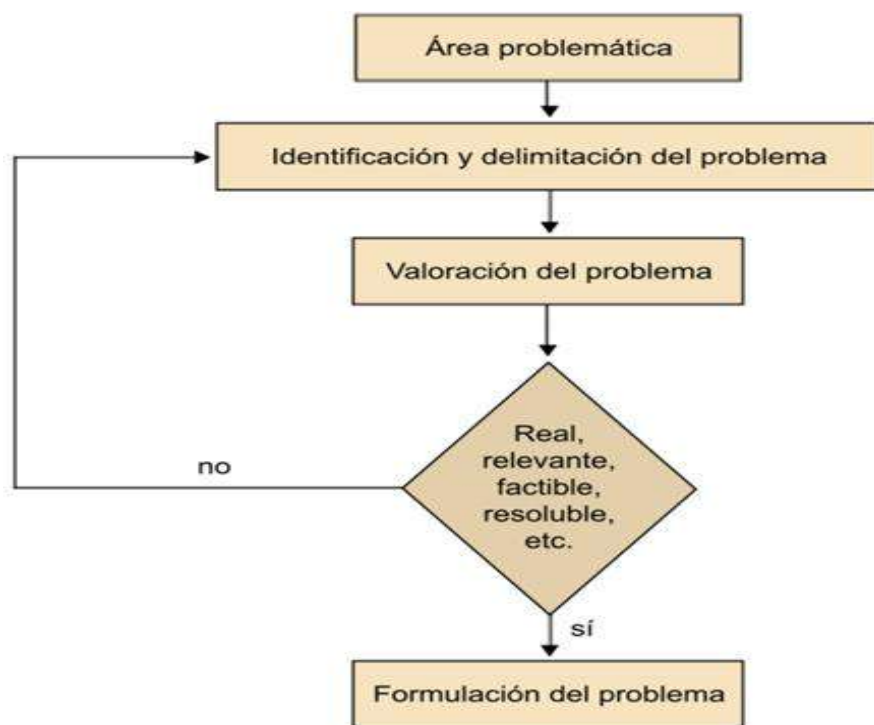 Área problemática
Identificación y delimitación del problema
Valoración del problema
Real,
relevante,
factible,
resoluble,
etc.
no
sí
Formulación del problema